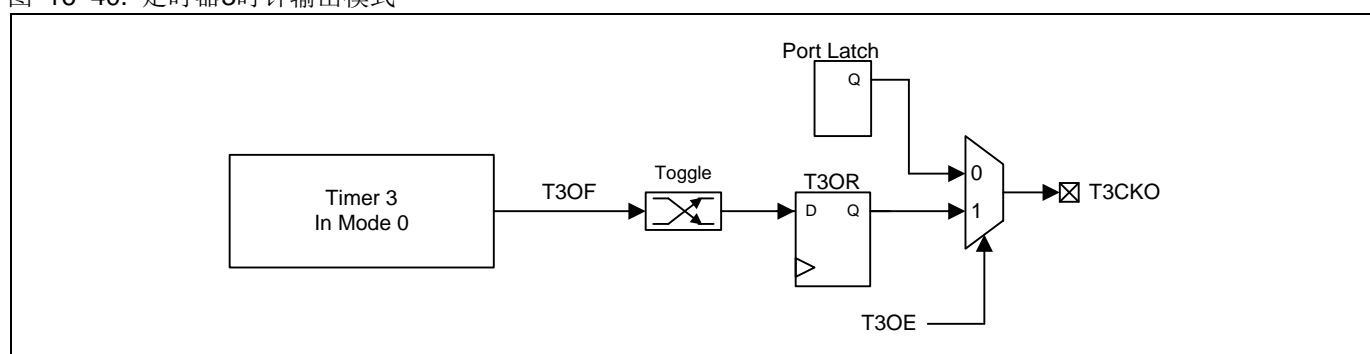 Port Latch
Q
Timer 3
In Mode 0
T3OF
Toggle
T3OR
D Q
0
1
T3CKO
T3OE